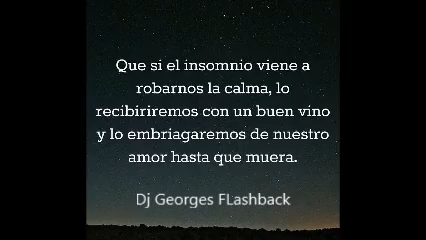 Que si el insomnio viene a
robarnos la calma, lo
recibiriremos con un buen vino
y lo embriagaremos de nuestro
amor hasta que muera.
Dj Georges FLashback